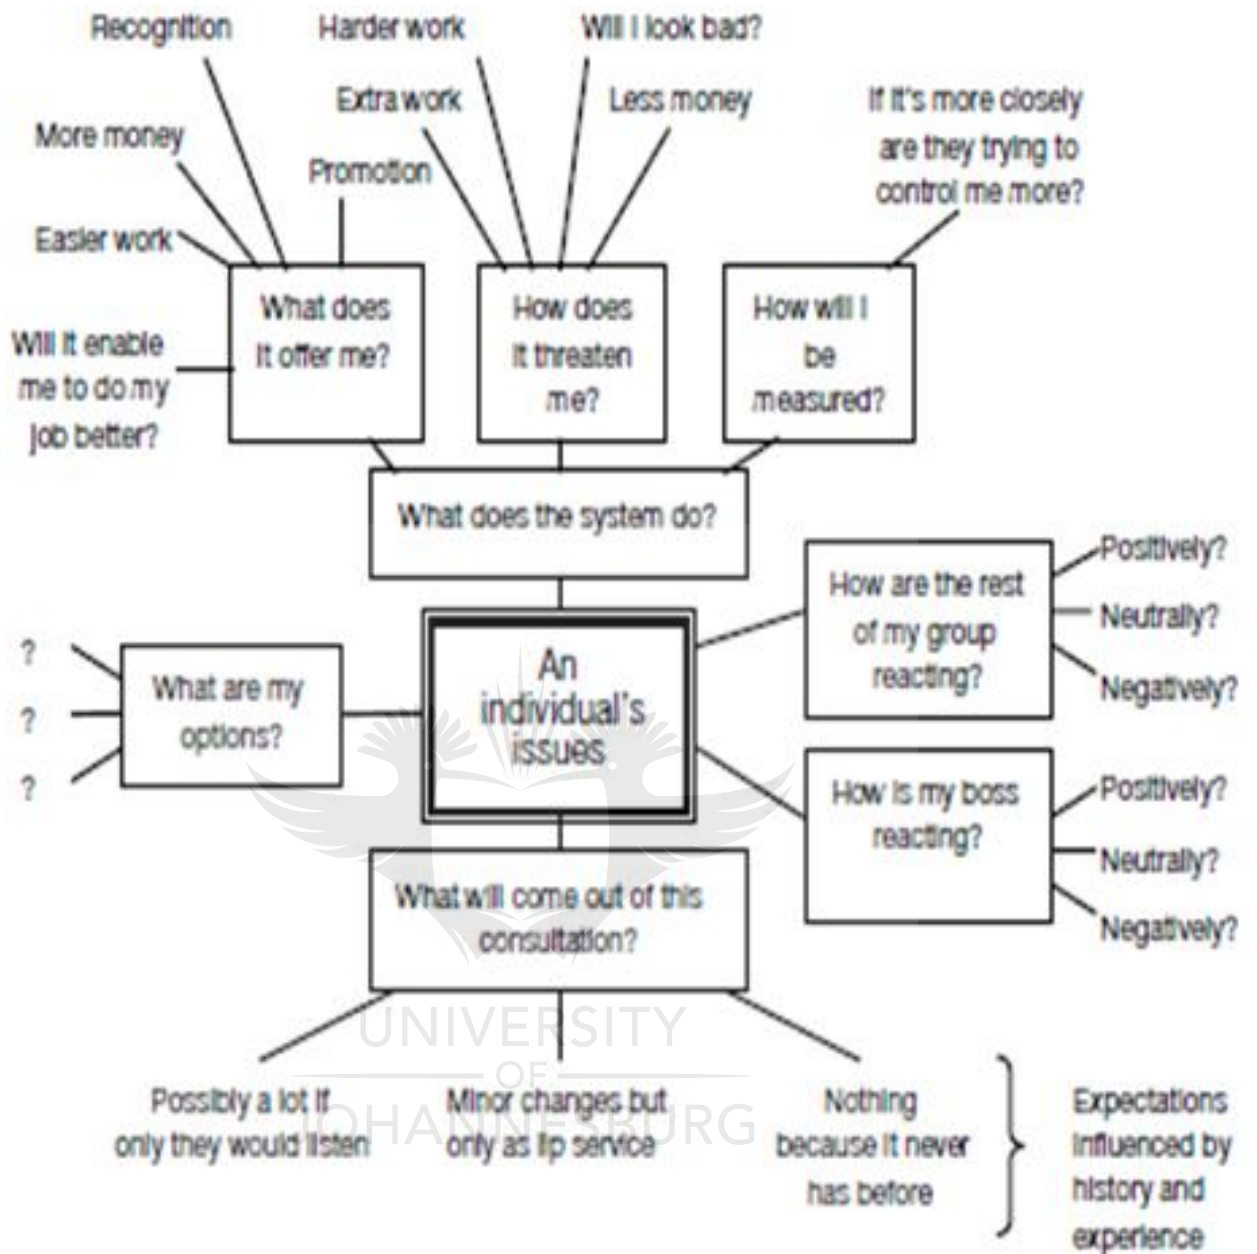 Recognition
Harder work
Will I look bad?
Extra work
Less money
If it's more closely
are they trying to
control me more?
More money
Promotion
Easier work
What does
it offer me?
How does
it threaten
me?
How will I
be
measured?
Will it enable
me to do my
job better?
What does the system do?
How are the rest
of my group
reacting?
Positively?
Neutrally?
Negatively?
?
?
?
What are my
options?
An
individual's
issues
How is my boss
reacting?
Positively?
Neutrally?
Negatively?
What will come out of this
consultation?
UNIVERSITY
OF
JOHANNESBURG
Possibly a lot if
only they would listen
Minor changes but
only as lip service
Nothing
because it never
has before
Expectations
influenced by
history and
experience